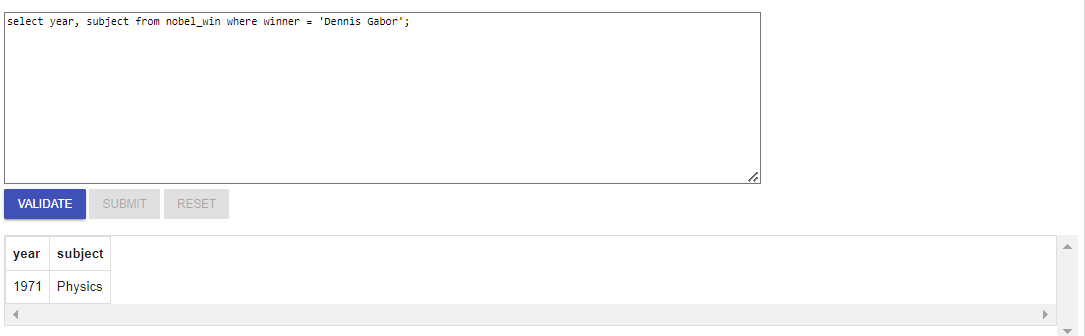 select year, subject from nobel_win where winner = 'Dennis Gabor';
VALIDATE SUBMIT RESET
year subject
1971 Physics